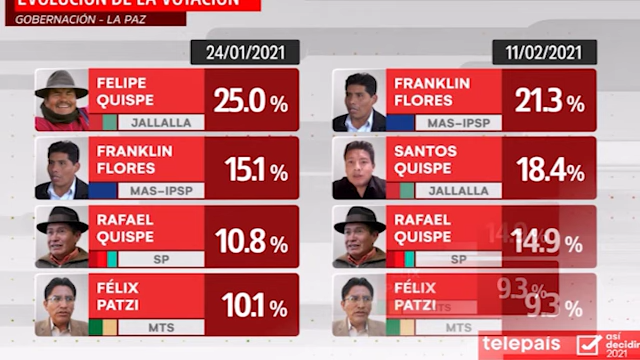 EVOLUCIÓN DE LA VOTACIÓN
GOBERNACIÓN - LA PAZ
24/01/2021
FELIPE QUISPE
25.0 %
JALLALLA
FRANKLIN FLORES
15.1 %
MAS-IPSP
RAFAEL QUISPE
10.8 %
SP
FÉLIX PATZI
10.1 %
MTS
11/02/2021
FRANKLIN FLORES
21.3 %
MAS-IPSP
SANTOS QUISPE
18.4 %
JALLALLA
RAFAEL QUISPE
14.9 %
SP
FÉLIX PATZI
9.3 %
MTS
telepaís
así
decidimos
2021